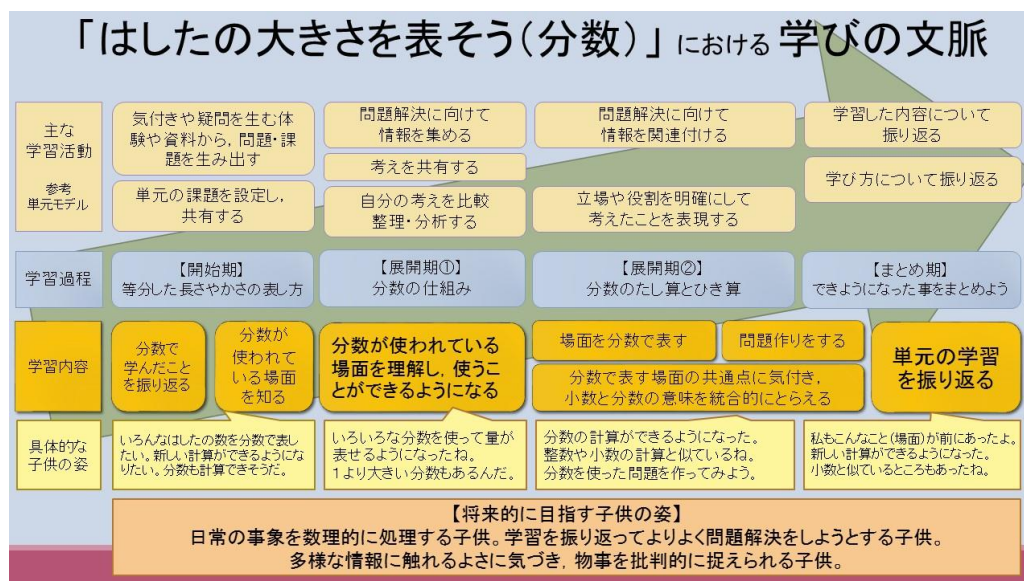 「はしたの大きさを表そう（分数）」における学びの文脈
主な
学習活動
参考
単元モデル
気付きや疑問を生む体
験や資料から，問題・課
題を生み出す
単元の課題を設定し，
共有する
問題解決に向けて
情報を集める
考えを共有する
自分の考えを比較
整理・分析する
問題解決に向けて
情報を関連付ける
立場や役割を明確にして
考えたことを表現する
学習した内容について
振り返る
学び方について振り返る
学習過程
【開始期】
等分した長さやかさの表し方
【展開期①】
分数の仕組み
【展開期②】
分数のたし算とひき算
【まとめ期】
できようになった事をまとめよう
学習内容
分数で
学んだこと
を振り返る
分数が
使われて
いる場面
を知る
分数が使われている
場面を理解し，使うこ
とができるようになる
場面を分数で表す
問題作りをする
分数で表す場面の共通点に気付き，
小数と分数の意味を統合的にとらえる
単元の学習
を振り返る
具体的な
子供の姿
いろんなはしたの数を分数で表し
たい。新しい計算ができるようにな
りたい。分数も計算できそうだ。
いろいろな分数を使って量が
表せるようになったね。
１より大きい分数もあるんだ。
分数の計算ができるようになった。
整数や小数の計算と似ているね。
分数を使った問題を作ってみよう。
私もこんなこと（場面）が前にあったよ。
新しい計算ができるようになった。
小数と似ているところもあったね。
【将来的に目指す子供の姿】
日常の事象を数理的に処理する子供。学習を振り返ってよりよく問題解決をしようとする子供。
多様な情報に触れるよさに気づき，物事を批判的に捉えられる子供。